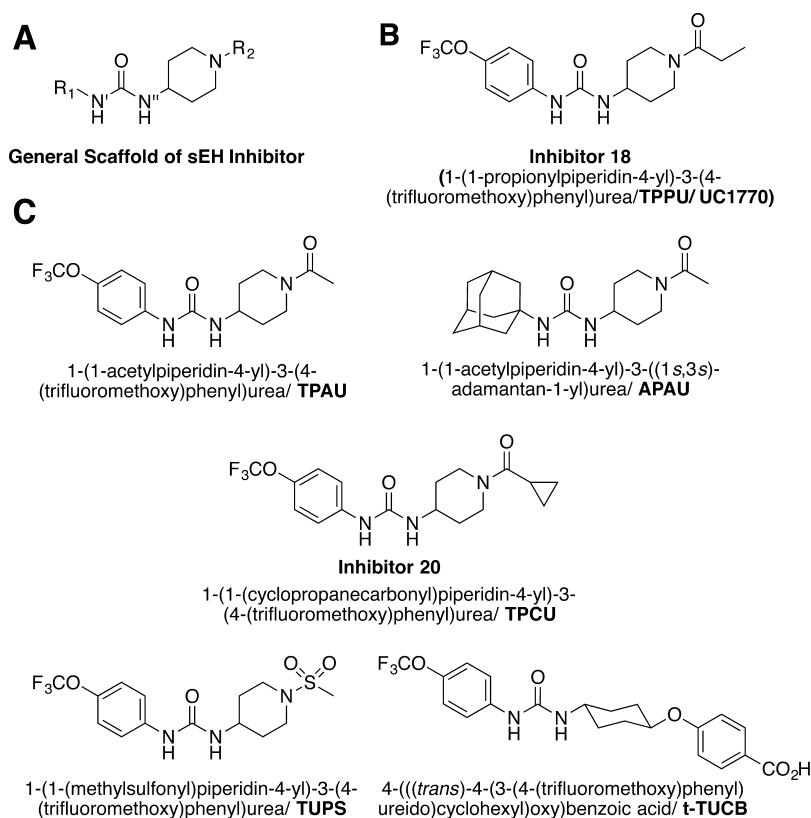 A
R1
N'
H
O
N"
H
N
R2
General Scaffold of sEH Inhibitor
B
F3CO
N
H
O
N
H
N
O
Inhibitor 18
(1-(1-propionylpiperidin-4-yl)-3-(4-
(trifluoromethoxy)phenyl)urea/TPPU/ UC1770)
C
F3CO
N
H
O
N
H
N
O
1-(1-acetylpiperidin-4-yl)-3-(4-
(trifluoromethoxy)phenyl)urea/ TPAU
N
H
O
N
H
N
O
1-(1-acetylpiperidin-4-yl)-3-((1s,3s)-
adamantan-1-yl)urea/ APAU
F3CO
N
H
O
N
H
N
O
Inhibitor 20
1-(1-(cyclopropanecarbonyl)piperidin-4-yl)-3-
(4-(trifluoromethoxy)phenyl)urea/ TPCU
F3CO
N
H
O
N
H
N
O O
S
1-(1-(methylsulfonyl)piperidin-4-yl)-3-(4-
(trifluoromethoxy)phenyl)urea/ TUPS
F3CO
N
H
O
N
H
O
CO2H
4-(((trans)-4-(3-(4-(trifluoromethoxy)phenyl)
ureido)cyclohexyl)oxy)benzoic acid/ t-TUCB